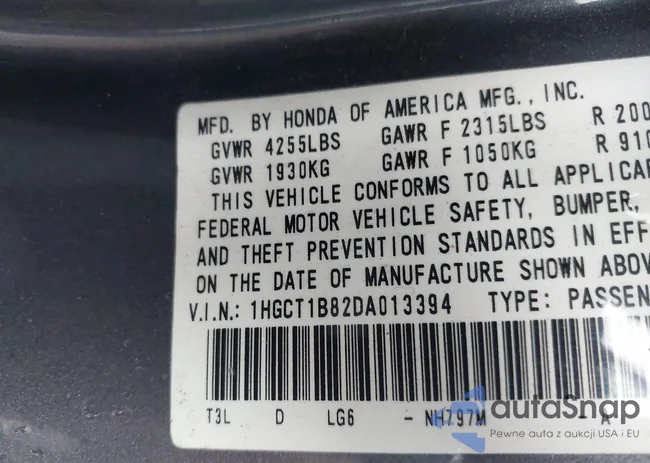 MFD. BY HONDA OF AMERICA MFG., INC.
GVWR 4255LBS GAWR F 2315LBS R 200
GVWR 1930KG GAWR F 1050KG R 910
THIS VEHICLE CONFORMS TO ALL APPLICA
FEDERAL MOTOR VEHICLE SAFETY, BUMPER,
AND THEFT PREVENTION STANDARDS IN EFF
ON THE DATE OF MANUFACTURE SHOWN ABOV
V.I.N.: 1HGCT1B82DA013394 TYPE: PASSEN
T3L D LG6 - NH797M A
autoSnap
Pewne auta z aukcji USA i EU